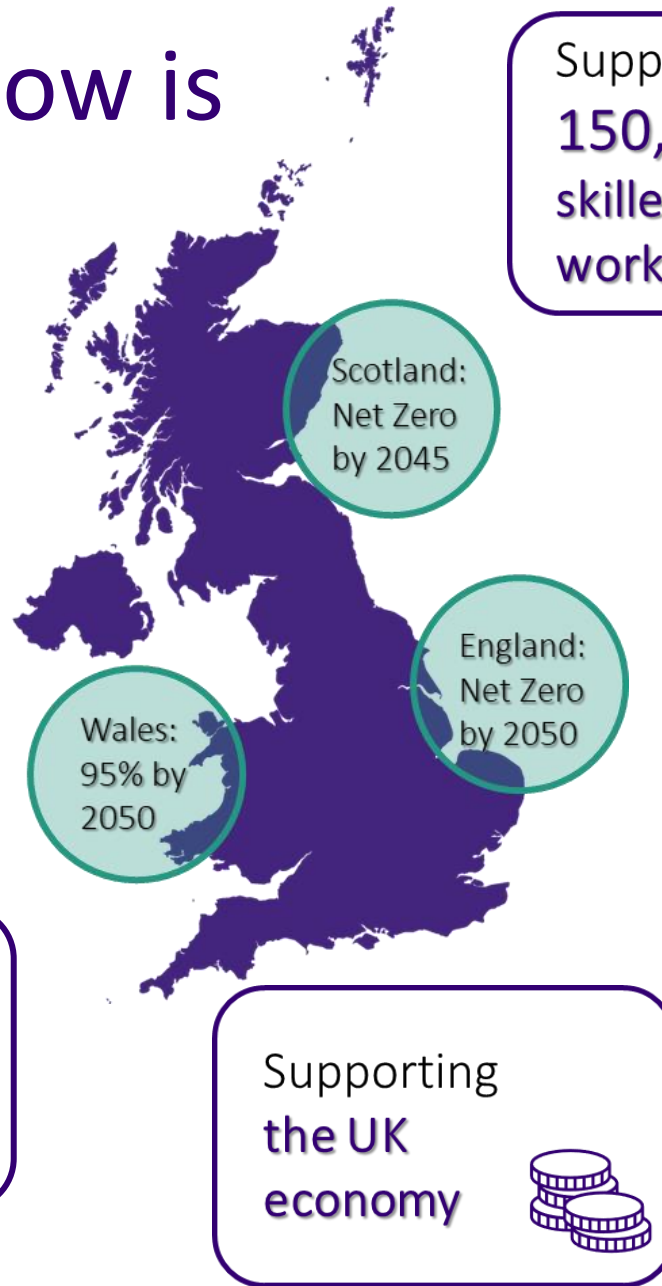 ow is
Supp
150,
skille
work
Scotland:
Net Zero
by 2045
England:
Net Zero
by 2050
Wales:
95% by
2050
Supporting
the UK
economy